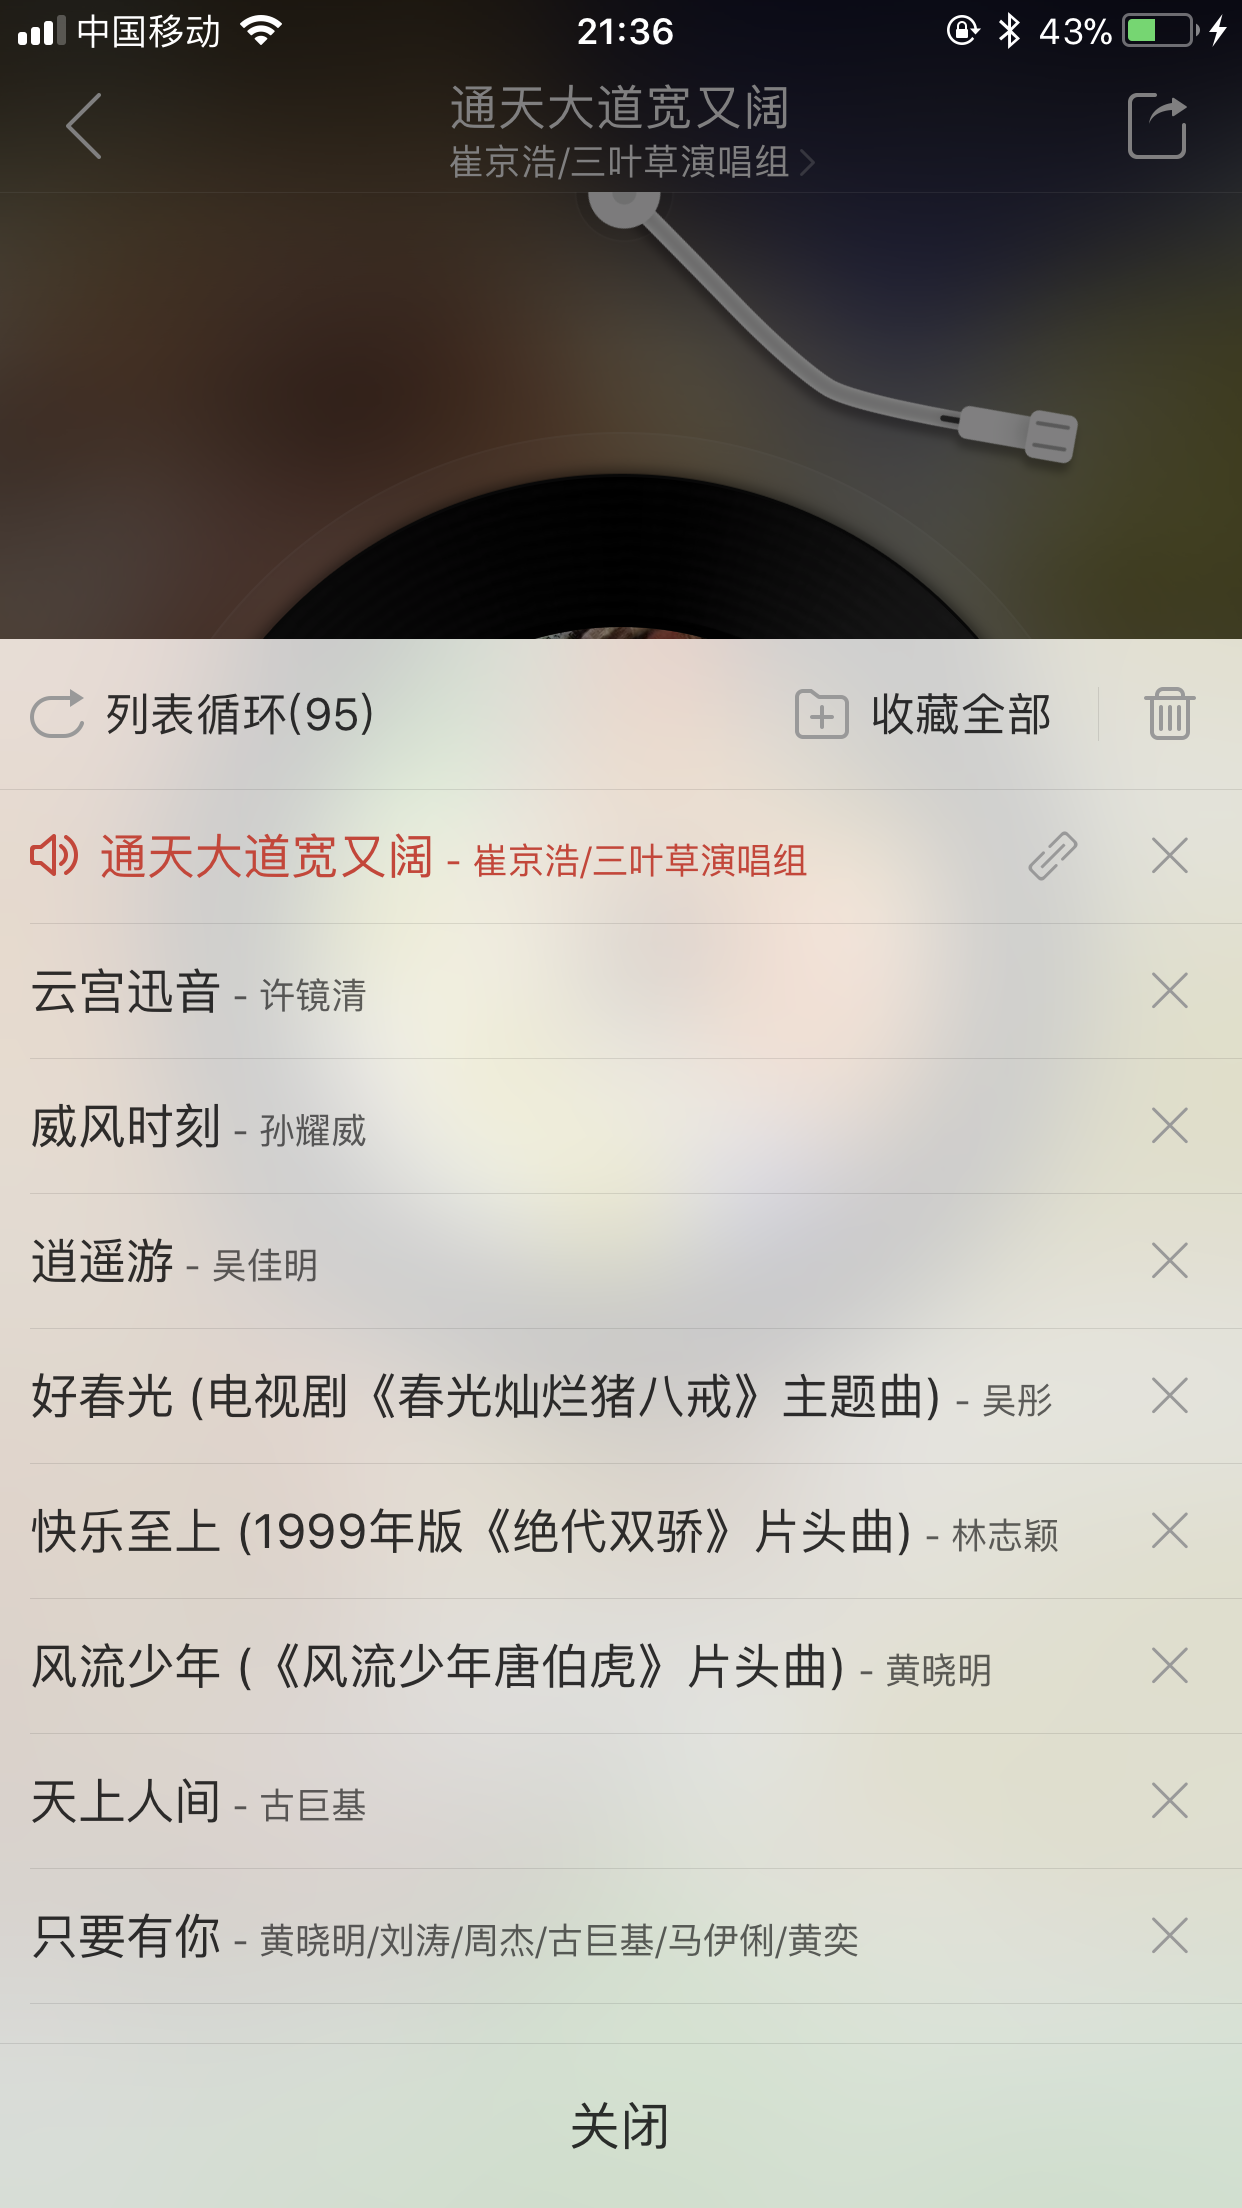 中国移动 21:36 43%
通天大道宽又阔
崔京浩/三叶草演唱组
列表循环(95) 收藏全部
通天大道宽又阔 - 崔京浩/三叶草演唱组
云宫迅音 - 许镜清
威风时刻 - 孙耀威
逍遥游 - 吴佳明
好春光 (电视剧《春光灿烂猪八戒》主题曲) - 吴彤
快乐至上 (1999年版《绝代双骄》片头曲) - 林志颖
风流少年 (《风流少年唐伯虎》片头曲) - 黄晓明
天上人间 - 古巨基
只要有你 - 黄晓明/刘涛/周杰/古巨基/马伊俐/黄奕
关闭